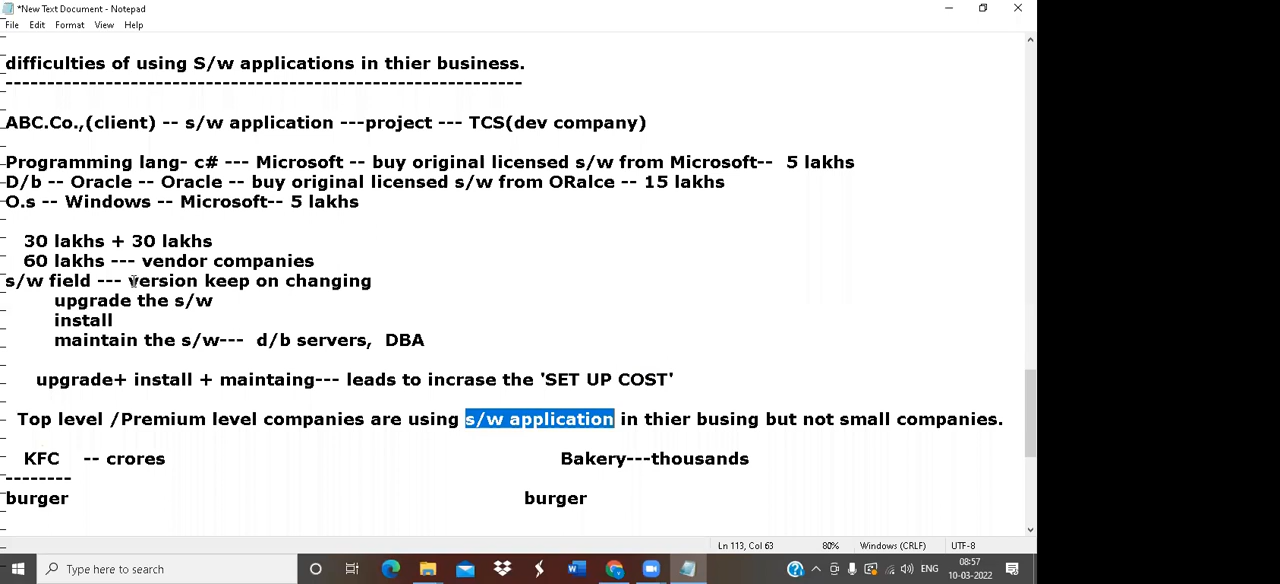 *New Text Document - Notepad
File Edit Format View Help
difficulties of using S/w applications in thier business.
-----------------------------------------------------------
ABC.Co.,(client) -- s/w application ---project --- TCS(dev company)
Programming lang- c# --- Microsoft -- buy original licensed s/w from Microsoft-- 5 lakhs
D/b -- Oracle -- Oracle -- buy original licensed s/w from ORalce -- 15 lakhs
O.s -- Windows -- Microsoft-- 5 lakhs
30 lakhs + 30 lakhs
60 lakhs --- vendor companies
s/w field --- version keep on changing
upgrade the s/w
install
maintain the s/w--- d/b servers, DBA
upgrade+ install + maintaing--- leads to incrase the 'SET UP COST'
Top level /Premium level companies are using s/w application in thier busing but not small companies.
KFC -- crores Bakery---thousands
--------
burger burger
Ln 113, Col 63 80% Windows (CRLF) UTF-8
Type here to search ENG 08:57
10-03-2022